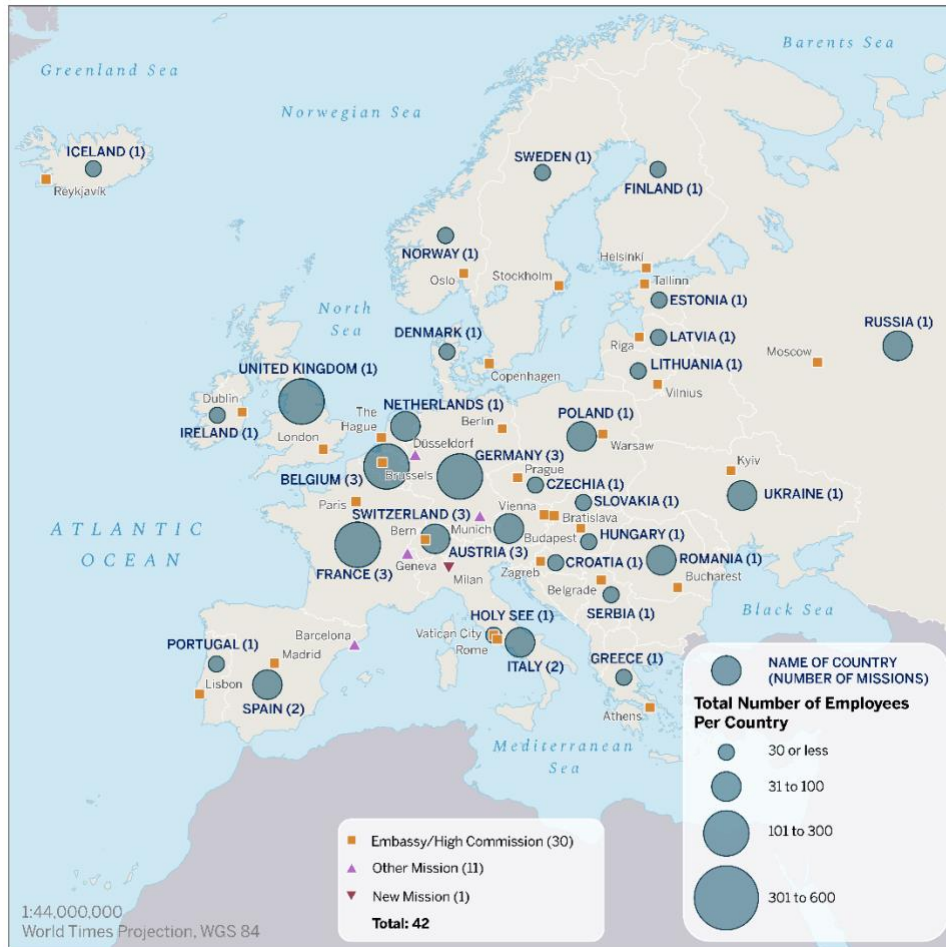 Barents Sea
Greenland Sea
Norwegian Sea
ICELAND (1)
Reykjavík
SWEDEN (1)
FINLAND (1)
NORWAY (1)
Oslo
Helsinki
Stockholm
Tallinn
ESTONIA (1)
North
Sea
DENMARK (1)
LATVIA (1)
Riga
RUSSIA (1)
Moscow
LITHUANIA (1)
Vilnius
Copenhagen
UNITED KINGDOM (1)
Dublin
IRELAND (1)
London
The
Hague
NETHERLANDS (1)
Berlin
Düsseldorf
POLAND (1)
Warsaw
BELGIUM (3)
Brussels
GERMANY (3)
Prague
CZECHIA (1)
Kyiv
UKRAINE (1)
SLOVAKIA (1)
Paris
SWITZERLAND (3)
Vienna
Bratislava
Bern
Munich
Budapest
HUNGARY (1)
ATLANTIC
OCEAN
FRANCE (3)
Geneva
AUSTRIA (3)
Milan
Zagreb
CROATIA (1)
ROMANIA (1)
Bucharest
Belgrade
SERBIA (1)
Black Sea
HOLY SEE (1)
Vatican City
Rome
ITALY (2)
PORTUGAL (1)
Barcelona
Madrid
Lisbon
SPAIN (2)
GREECE (1)
Athens
Mediterranean
Sea
NAME OF COUNTRY
(NUMBER OF MISSIONS)
Total Number of Employees
Per Country
30 or less
31 to 100
101 to 300
301 to 600
Embassy/High Commission (30)
Other Mission (11)
New Mission (1)
Total: 42
1:44,000,000
World Times Projection, WGS 84